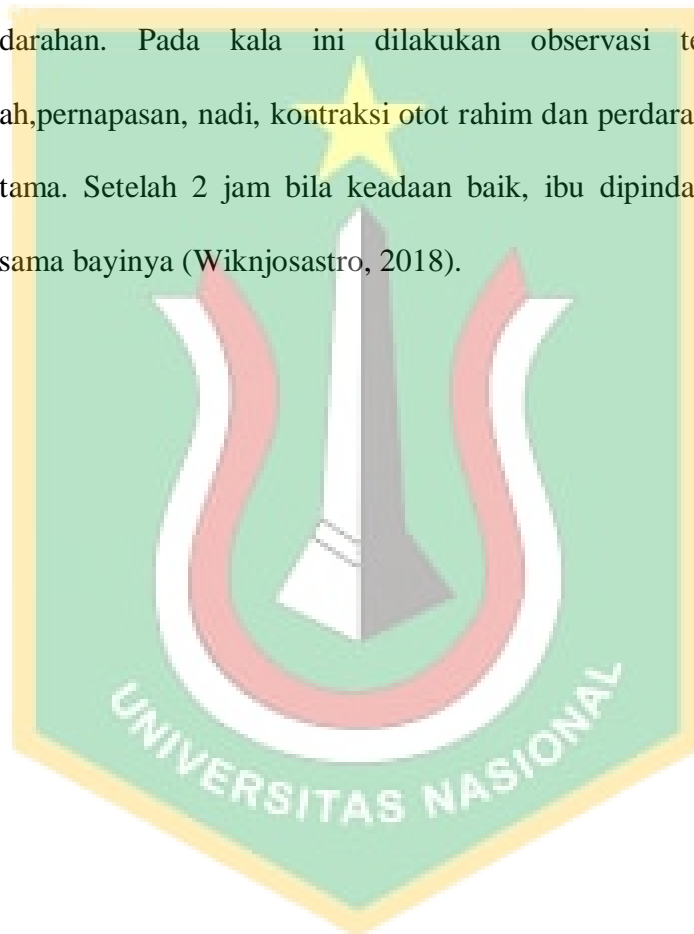 darahan. Pada kala ini dilakukan observasi te
ah,pernapasan, nadi, kontraksi otot rahim dan perdara
tama. Setelah 2 jam bila keadaan baik, ibu dipinda
sama bayinya (Wiknjosastro, 2018).
UNIVERSITAS NASIONAL